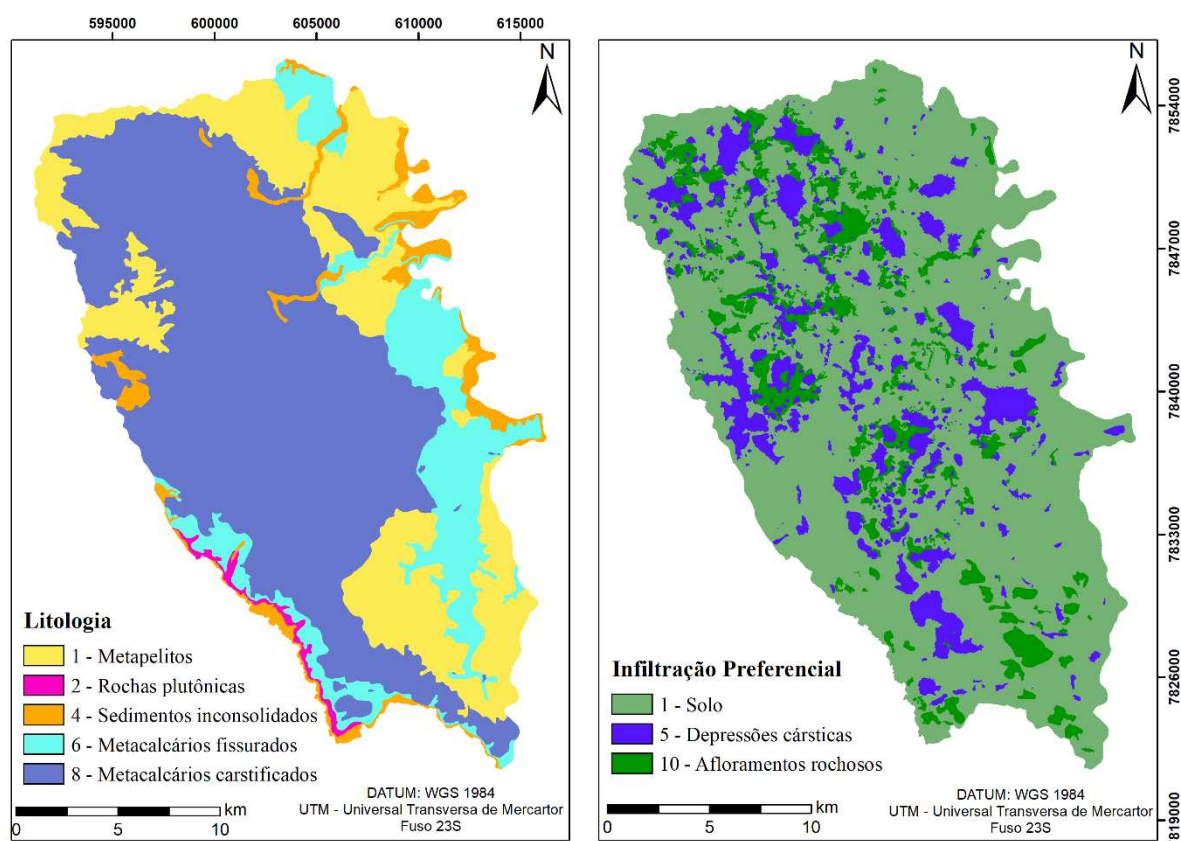 595000 600000 605000 610000 615000
N
Litologia
1 - Metapelitos
2 - Rochas plutônicas
4 - Sedimentos inconsolidados
6 - Metacalcários fissurados
8 - Metacalcários carstificados
km
0 5 10
DATUM: WGS 1984
UTM - Universal Transversa de Mercartor
Fuso 23S
N
Infiltração Preferencial
1 - Solo
5 - Depressões cársticas
10 - Afloramentos rochosos
km
0 5 10
DATUM: WGS 1984
UTM - Universal Transversa de Mercartor
Fuso 23S
7854000
7847000
7840000
7833000
7826000
7819000